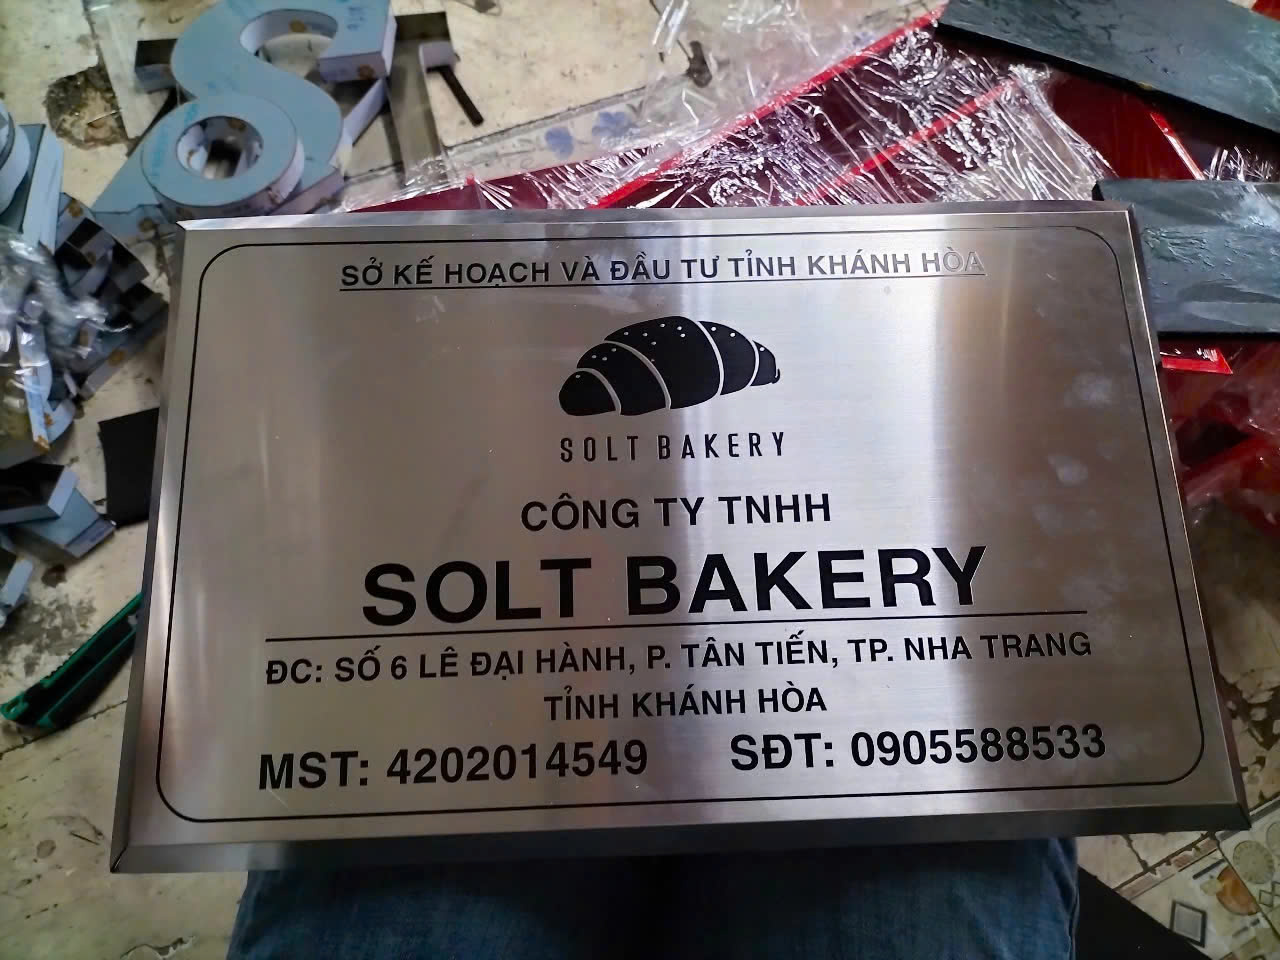 SỞ KẾ HOẠCH VÀ ĐẦU TƯ TỈNH KHÁNH HÒA
SOLT BAKERY
CÔNG TY TNHH
SOLT BAKERY
ĐC: SỐ 6 LÊ ĐẠI HÀNH, P. TÂN TIẾN, TP. NHA TRANG
TỈNH KHÁNH HÒA
MST: 4202014549 SĐT: 0905588533